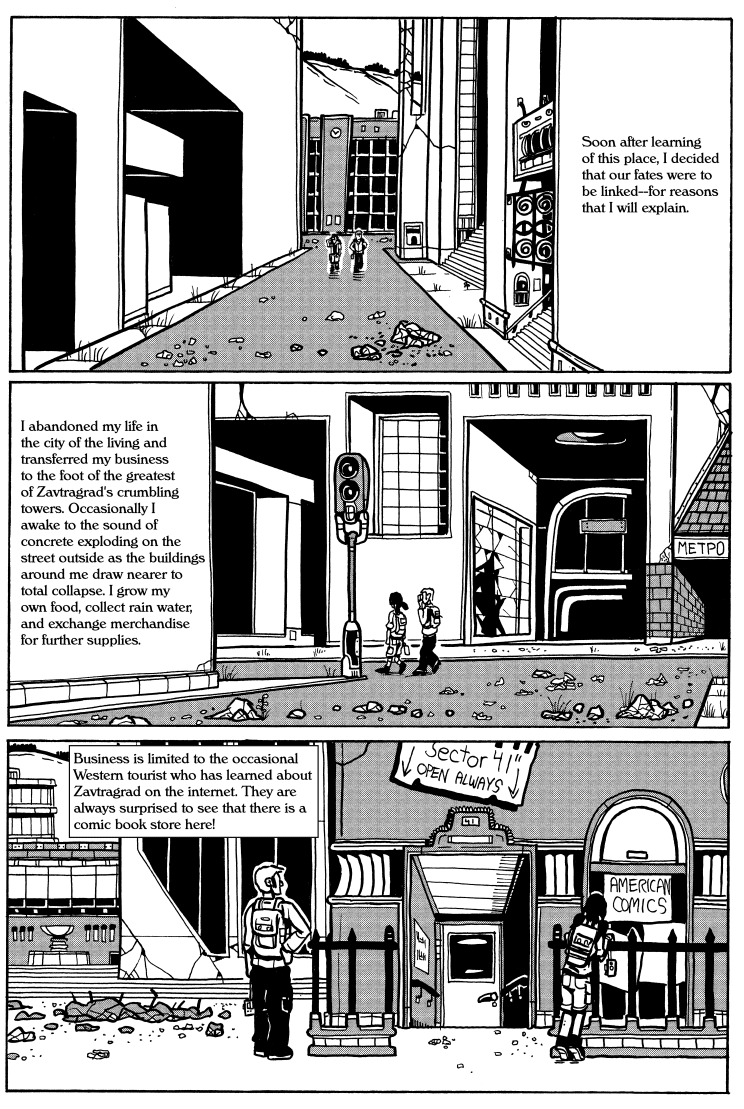 Soon after learning
of this place, I decided
that our fates were to
be linked--for reasons
that I will explain.
I abandoned my life in
the city of the living and
transferred my business
to the foot of the greatest
of Zavtragrad's crumbling
towers. Occasionally I
awake to the sound of
concrete exploding on the
street outside as the buildings
around me draw nearer to
total collapse. I grow my
own food, collect rain water,
and exchange merchandise
for further supplies.
МЕТРО
Business is limited to the occasional
Western tourist who has learned about
Zavtragrad on the internet. They are
always surprised to see that there is a
comic book store here!
Sector 41"
OPEN ALWAYS
41
AMERICAN
COMICS